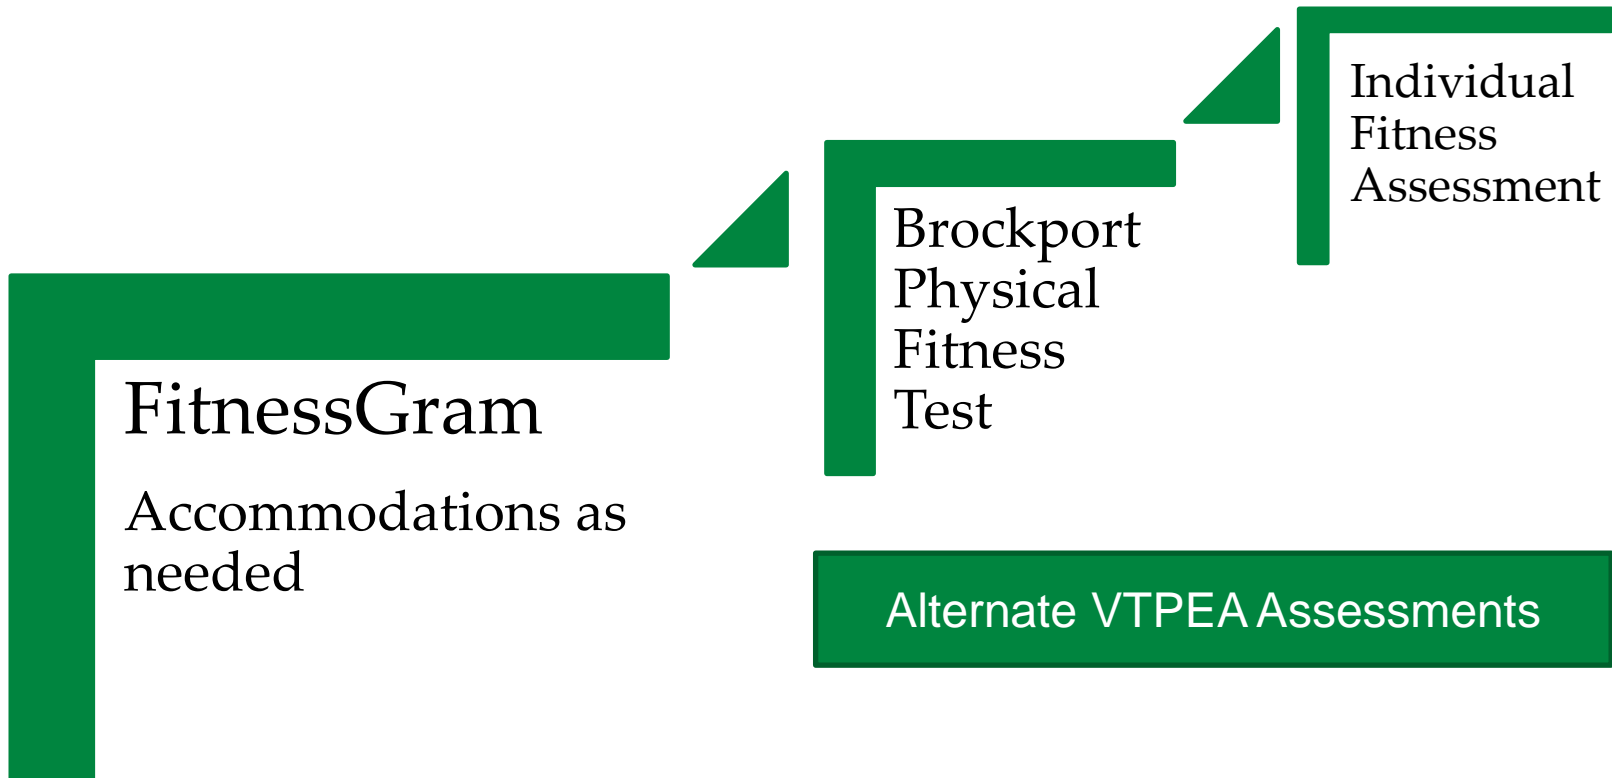 FitnessGram
Accommodations as
needed
Brockport
Physical
Fitness
Test
Individual
Fitness
Assessment
Alternate VTPEA Assessments